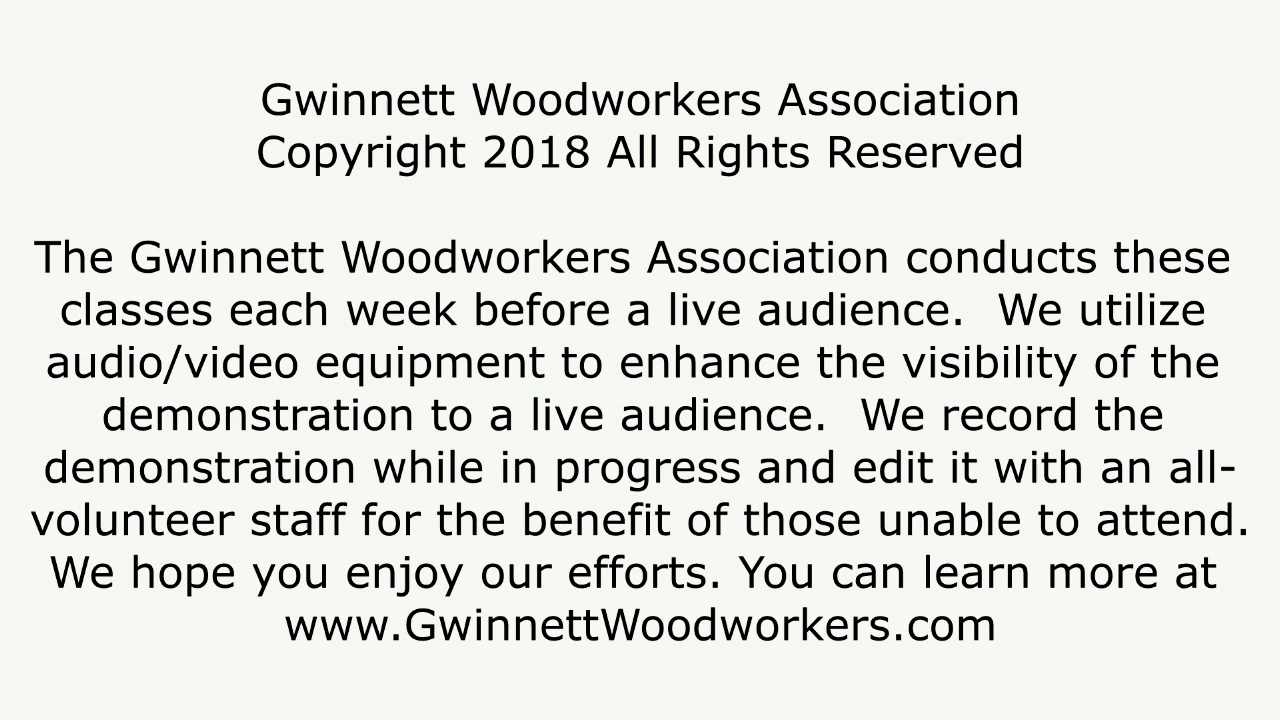 Gwinnett Woodworkers Association
Copyright 2018 All Rights Reserved
The Gwinnett Woodworkers Association conducts these
classes each week before a live audience.  We utilize
audio/video equipment to enhance the visibility of the
demonstration to a live audience.  We record the
demonstration while in progress and edit it with an all-
volunteer staff for the benefit of those unable to attend.
We hope you enjoy our efforts. You can learn more at
www.GwinnettWoodworkers.com